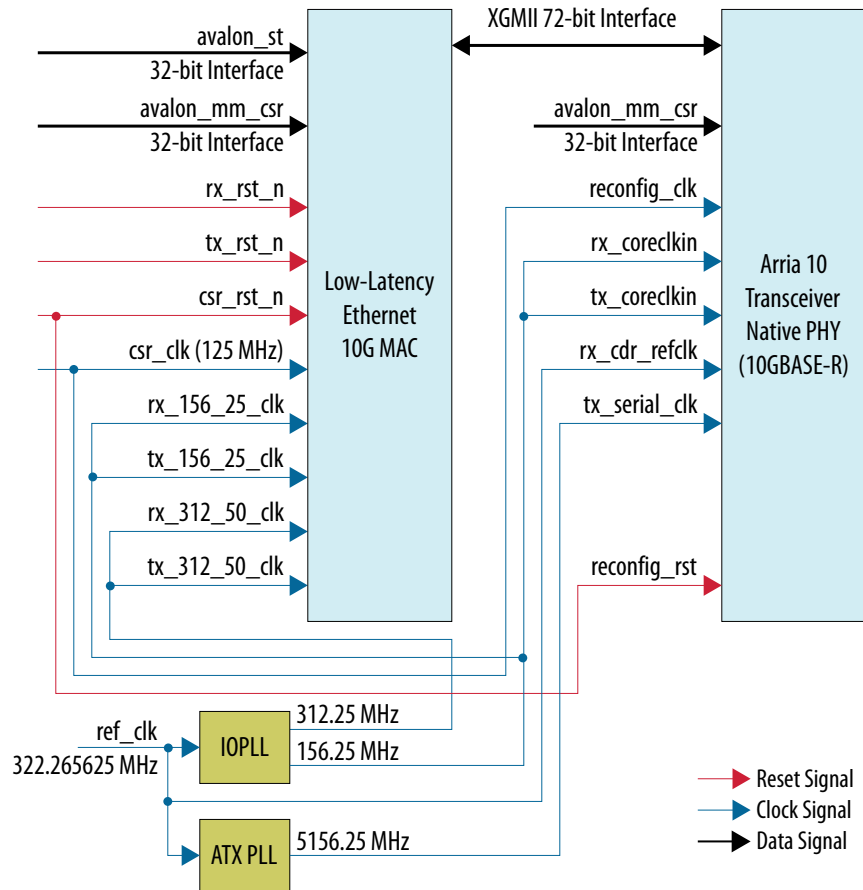 XGMII 72-bit Interface
avalon_st
32-bit Interface
avalon_mm_csr
32-bit Interface
rx_rst_n
tx_rst_n
csr_rst_n
csr_clk (125 MHz)
rx_156_25_clk
tx_156_25_clk
rx_312_50_clk
tx_312_50_clk
Low-Latency
Ethernet
10G MAC
avalon_mm_csr
32-bit Interface
reconfig_clk
rx_coreclkin
tx_coreclkin
rx_cdr_refclk
tx_serial_clk
reconfig_rst
Arria 10
Transceiver
Native PHY
(10GBASE-R)
ref_clk
322.265625 MHz
IOPLL
312.25 MHz
156.25 MHz
ATX PLL
5156.25 MHz
Reset Signal
Clock Signal
Data Signal